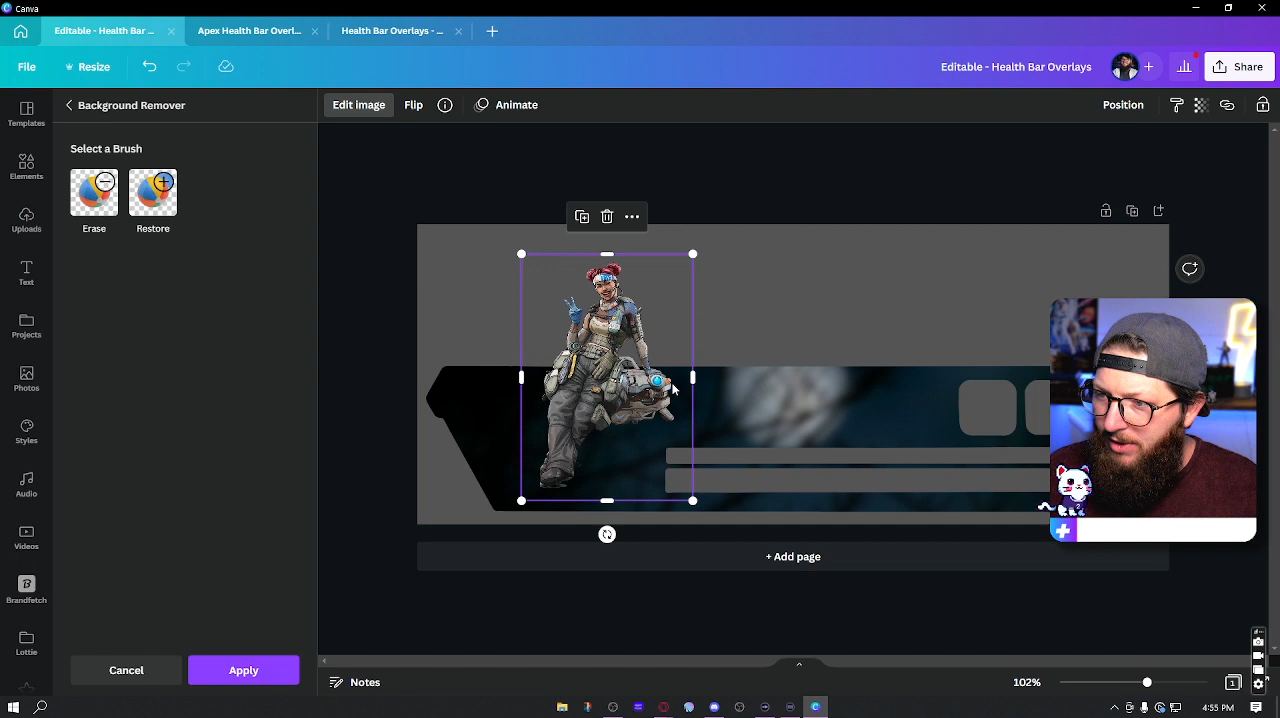 Canva
Editable - Health Bar ...
Apex Health Bar Overl...
Health Bar Overlays - ...
File
Resize
Editable - Health Bar Overlays
Share
Templates
Elements
Uploads
Text
Projects
Photos
Styles
Audio
Videos
Brandfetch
Lottie
Background Remover
Select a Brush
Erase
Restore
Cancel
Apply
Edit image
Flip
Animate
Position
+ Add page
Notes
102%
1
4:55 PM